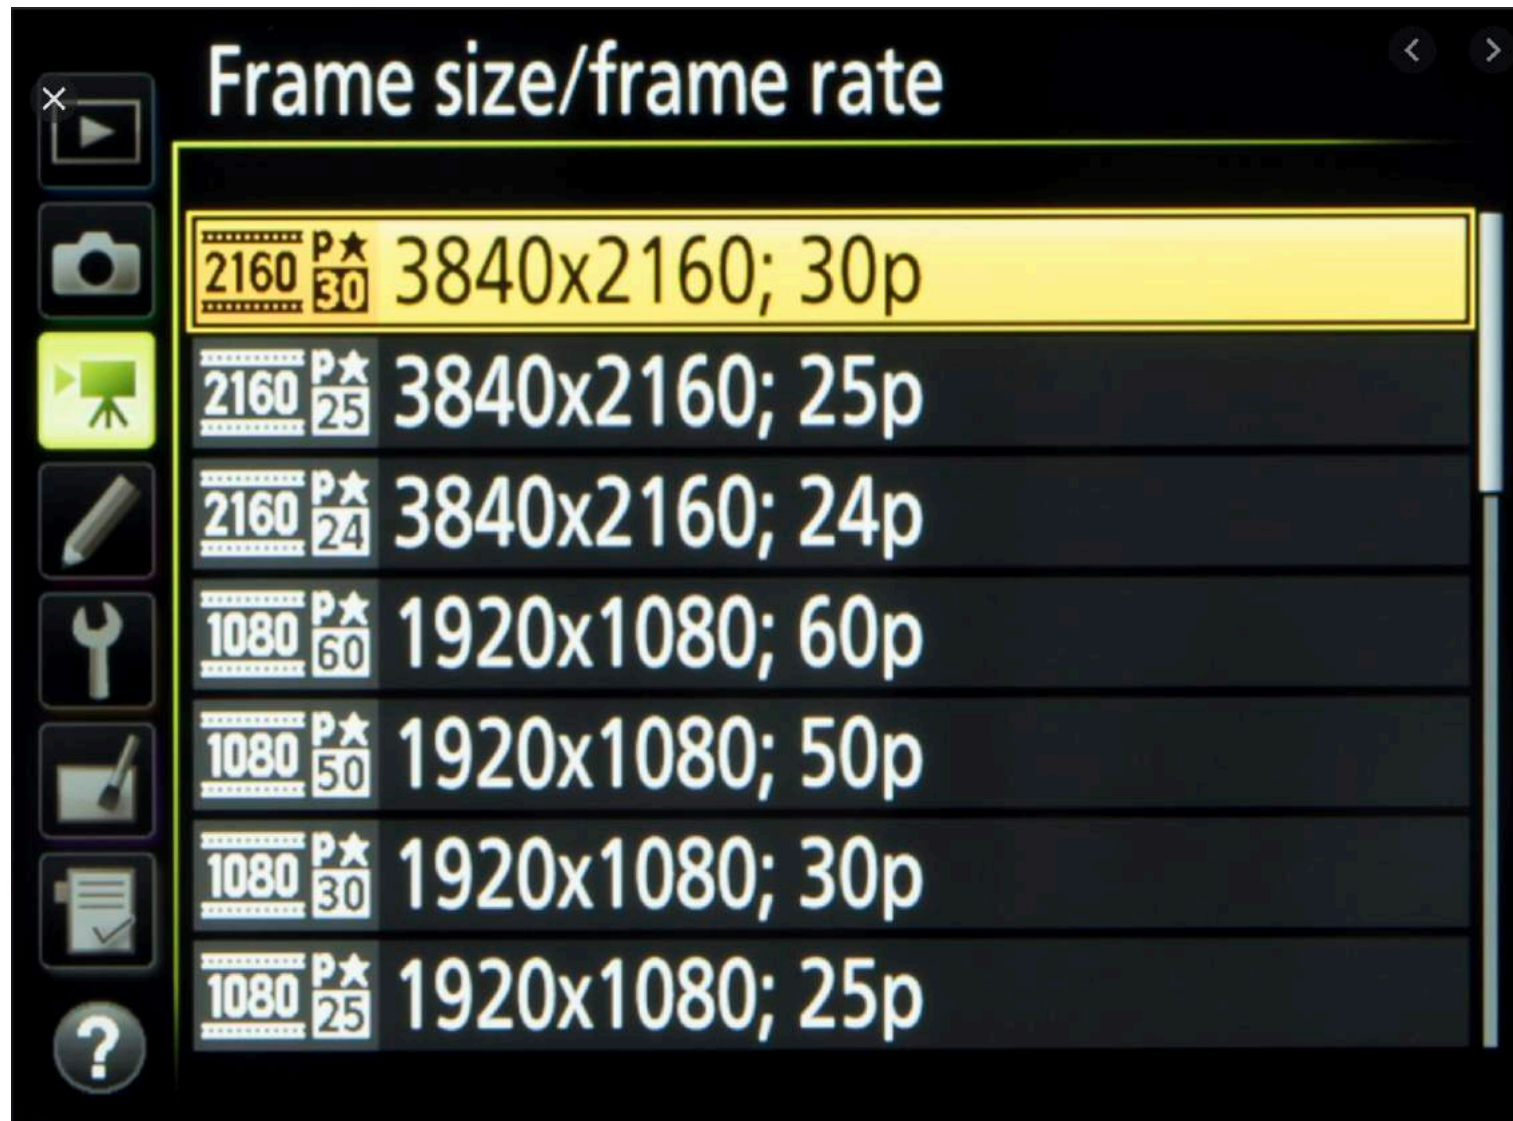 Frame size/frame rate
2160 P★ 30 3840x2160; 30p
2160 P★ 25 3840x2160; 25p
2160 P★ 24 3840x2160; 24p
1080 P★ 60 1920x1080; 60p
1080 P★ 50 1920x1080; 50p
1080 P★ 30 1920x1080; 30p
1080 P★ 25 1920x1080; 25p
?